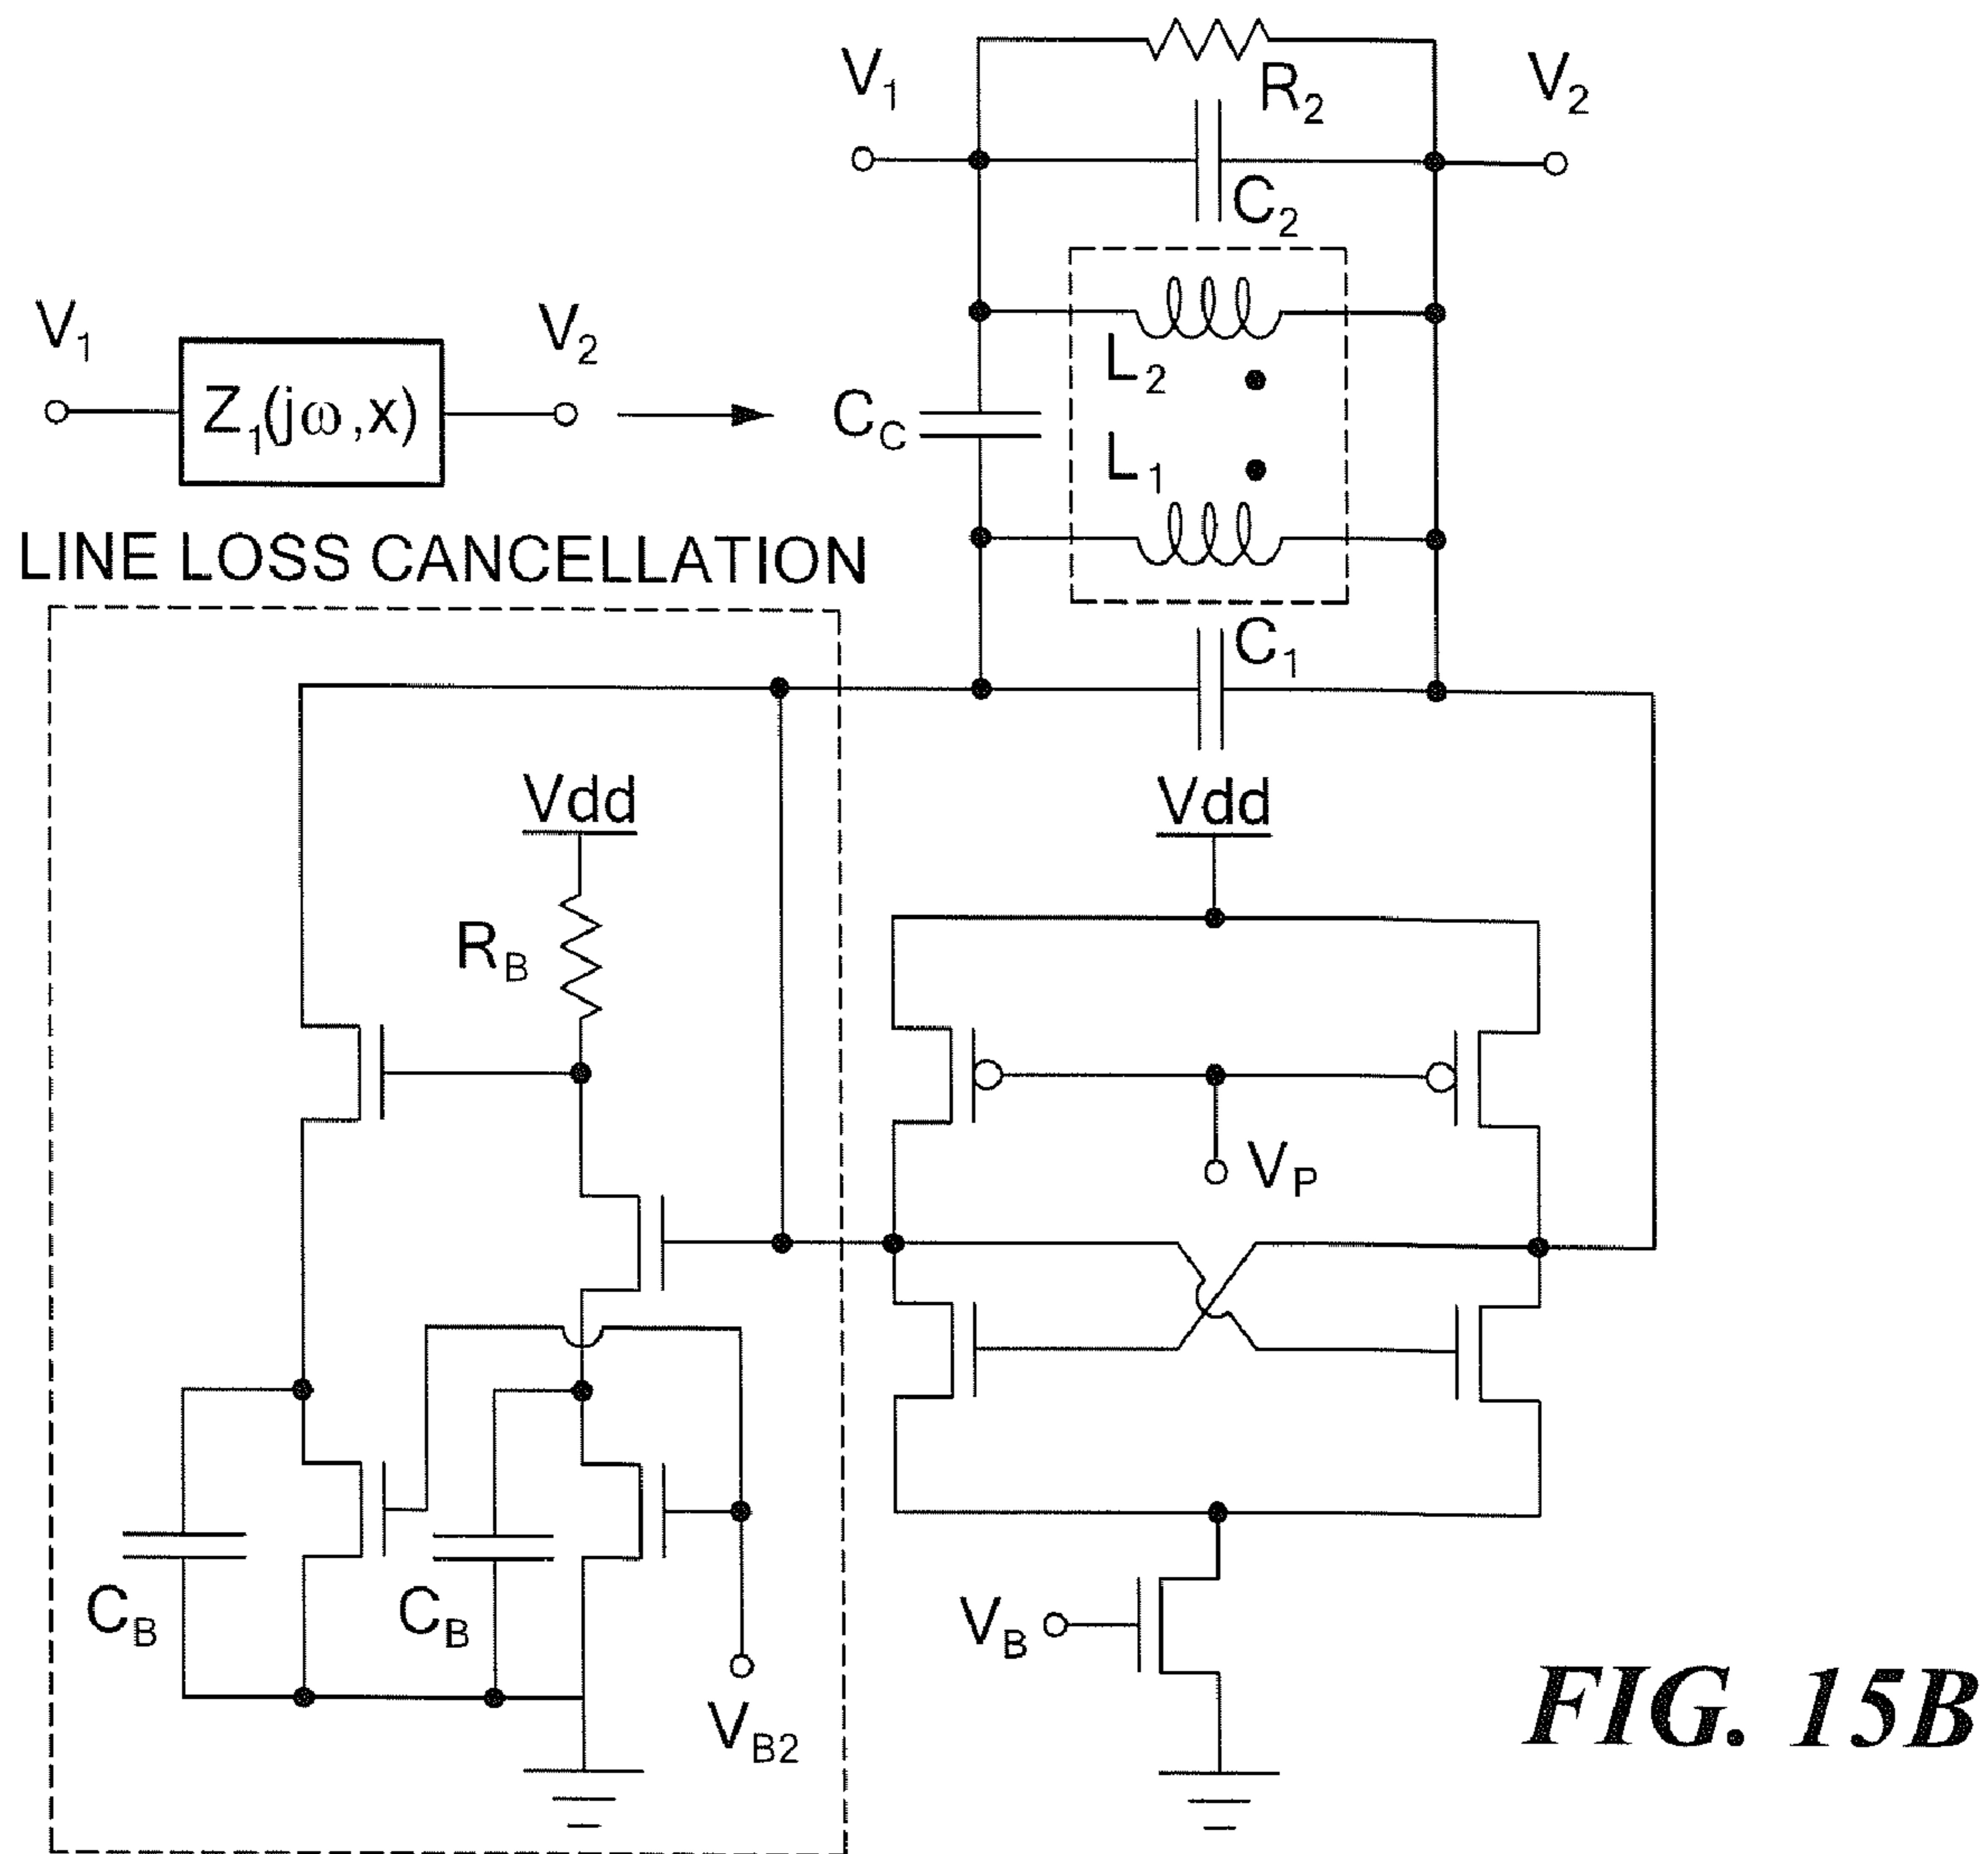 R2
V1
V2
C2
V1
V2
Z1(jω,x)
L2
CC
L1
LINE LOSS CANCELLATION
C1
Vdd
Vdd
RB
VP
CB
CB
VB
VB2
FIG. 15B